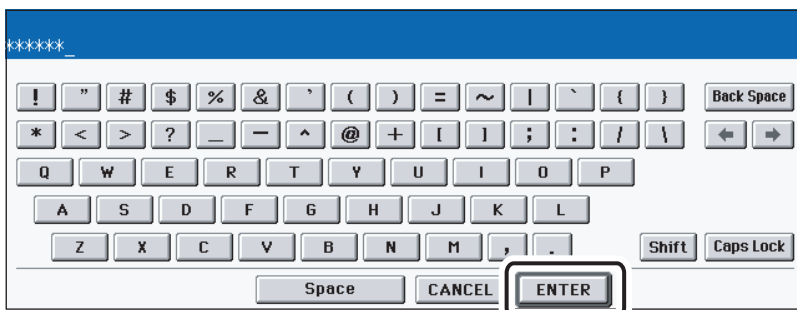 ******_
! " # $ % & ' ( ) = ~ | ` { } Back Space
* < > ? _ - ^ @ + [ ] ; : / \ ← →
Q W E R T Y U I O P
A S D F G H J K L
Z X C V B N M , . Shift Caps Lock
Space CANCEL ENTER